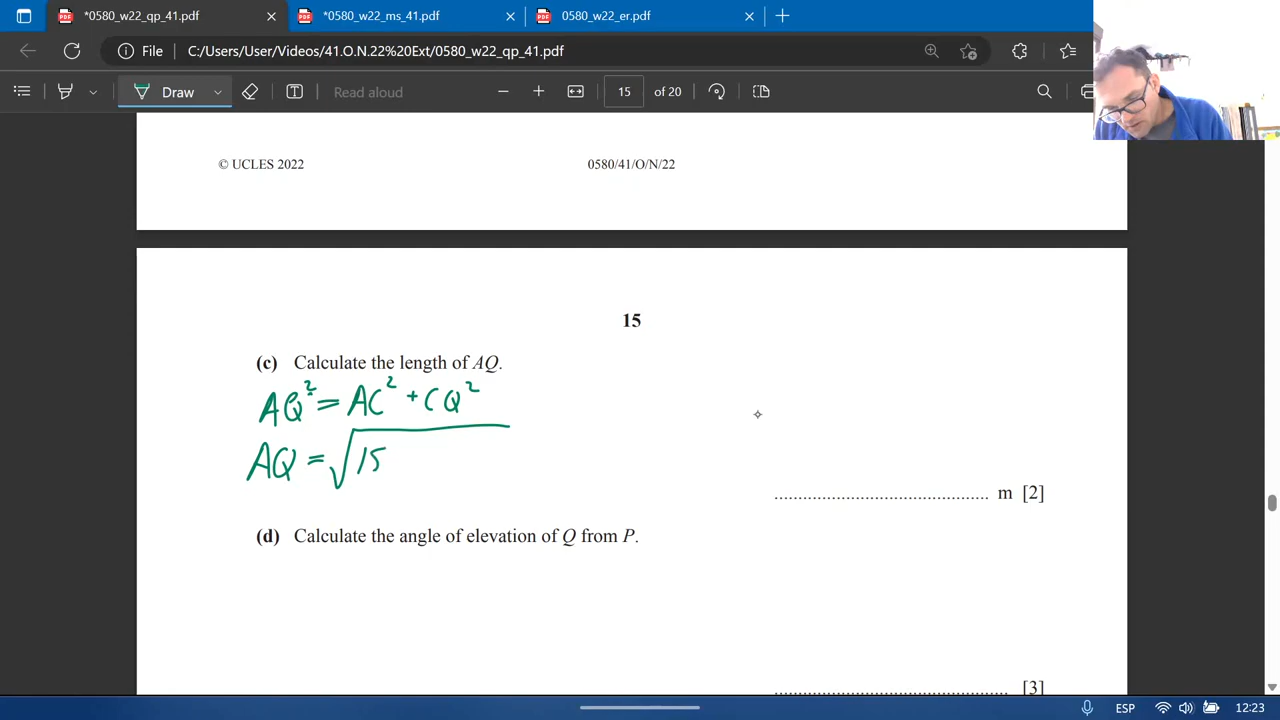 *0580_w22_qp_41.pdf
*0580_w22_ms_41.pdf
0580_w22_er.pdf
File
C:/Users/User/Videos/41.O.N.22%20Ext/0580_w22_qp_41.pdf
Draw
Read aloud
15
of 20
© UCLES 2022
0580/41/O/N/22
15
(c) Calculate the length of AQ.
AQ² = AC² + CQ²
AQ = √15
.............................................. m [2]
(d) Calculate the angle of elevation of Q from P.
.................................................. [3]
ESP
12:23